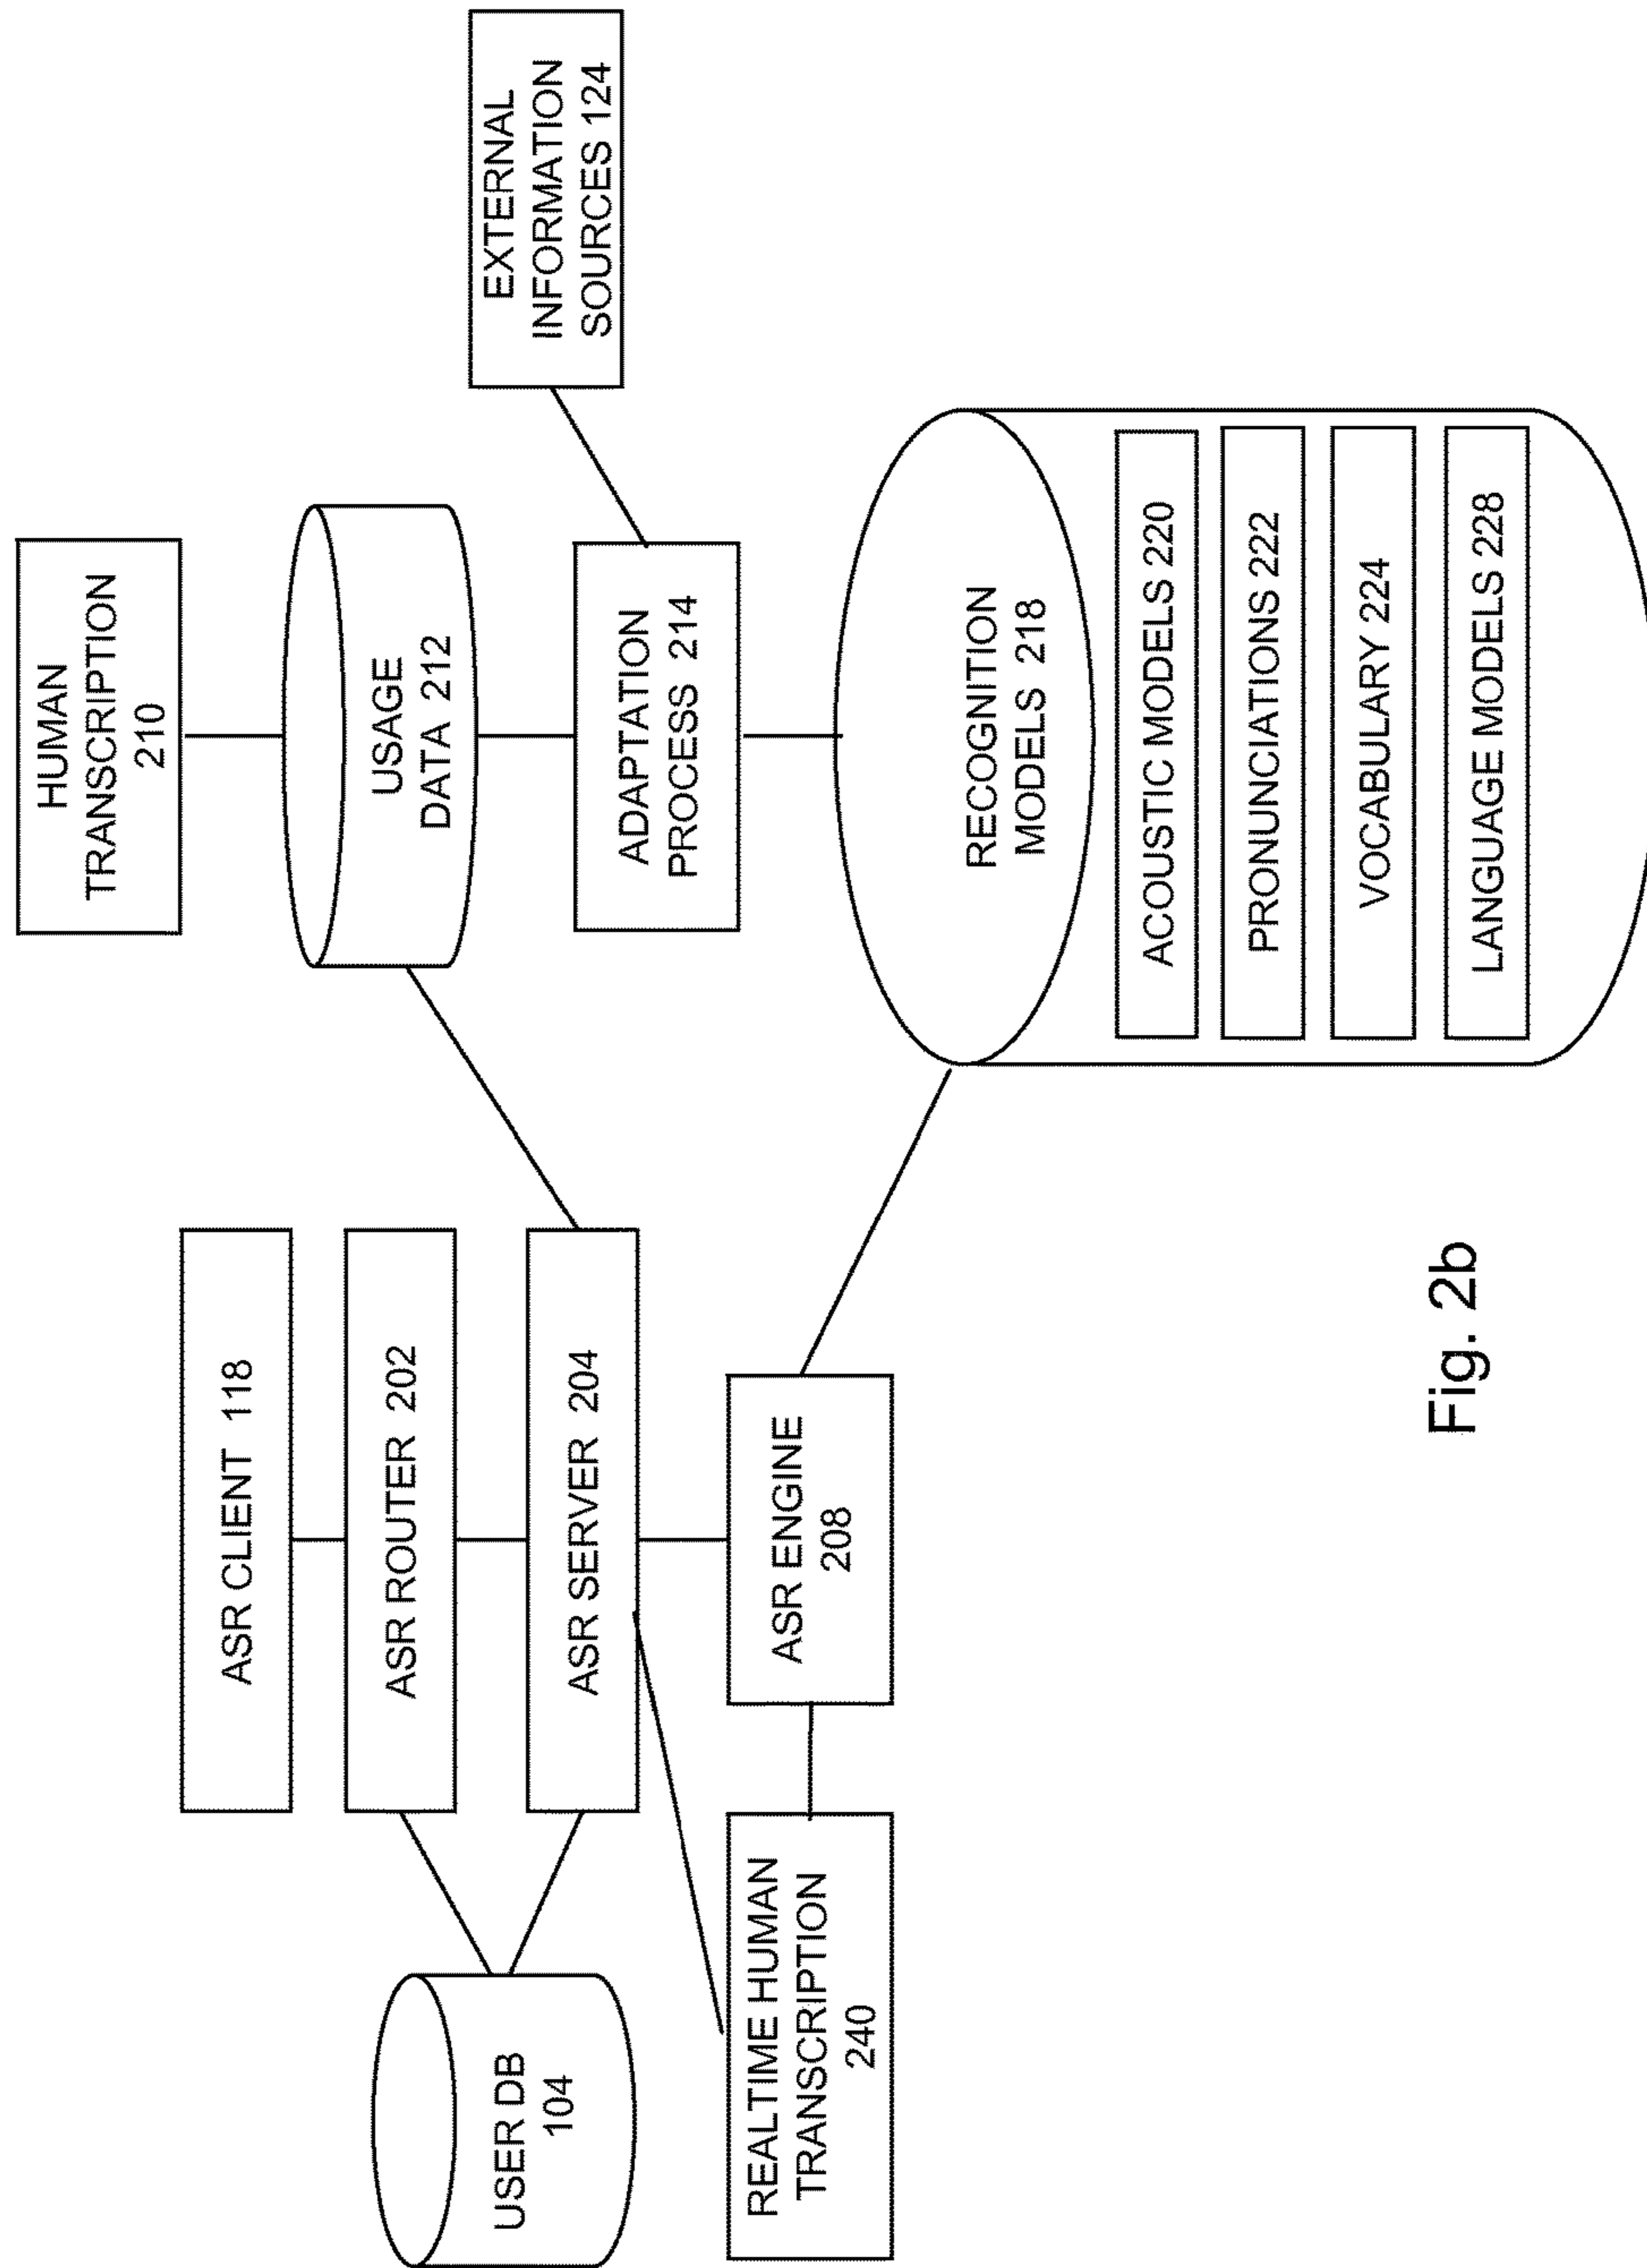 ASR CLIENT 118
ASR ROUTER 202
ASR SERVER 204
USER DB
104
REALTIME HUMAN
TRANSCRIPTION
240
ASR ENGINE
208
HUMAN
TRANSCRIPTION
210
USAGE
DATA 212
ADAPTATION
PROCESS 214
EXTERNAL
INFORMATION
SOURCES 124
RECOGNITION
MODELS 218
ACOUSTIC MODELS 220
PRONUNCIATIONS 222
VOCABULARY 224
LANGUAGE MODELS 228
Fig. 2b